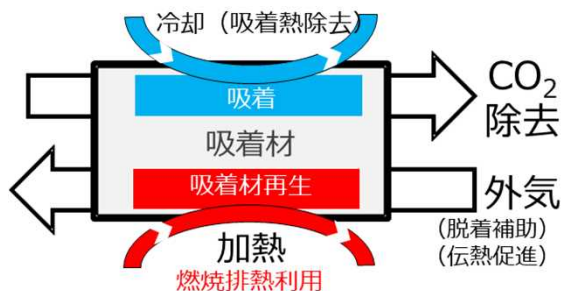 冷却（吸着熱除去）
吸着
CO₂
除去
吸着材
吸着材再生
外気
（脱着補助）
（伝熱促進）
加熱
燃焼排熱利用